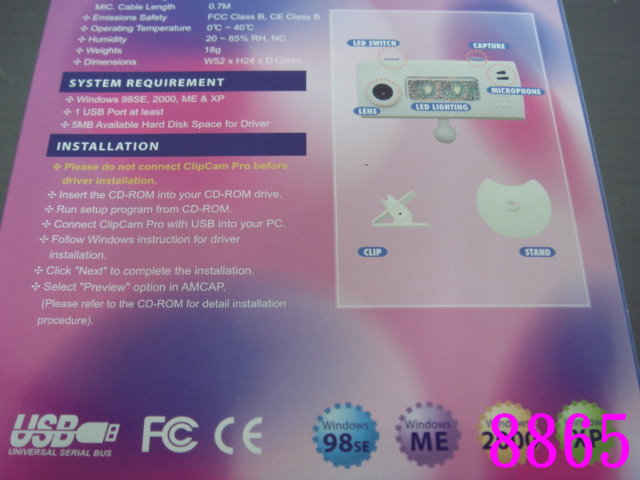 MIC. Cable Length 0.7M
Emissions Safety FCC Class B, CE Class B
Operating Temperature 0℃ ~ 40℃
Humidity 20 ~ 85% RH, NC
Weights 18g
Dimensions W52 x H24 x D13mm
SYSTEM REQUIREMENT
Windows 98SE, 2000, ME & XP
1 USB Port at least
5MB Available Hard Disk Space for Driver
INSTALLATION
Please do not connect ClipCam Pro before
driver installation.
Insert the CD-ROM into your CD-ROM drive.
Run setup program from CD-ROM.
Connect ClipCam Pro with USB into your PC.
Follow Windows instruction for driver
installation.
Click "Next" to complete the installation.
Select "Preview" option in AMCAP.
(Please refer to the CD-ROM for detail installation
procedure).
LED SWITCH
CAPTURE
MICROPHONE
LENS
LED LIGHTING
CLIP
STAND
USB
UNIVERSAL SERIAL BUS
FC CE
Windows
98SE
Windows
ME
Windows
2000
XP
8865